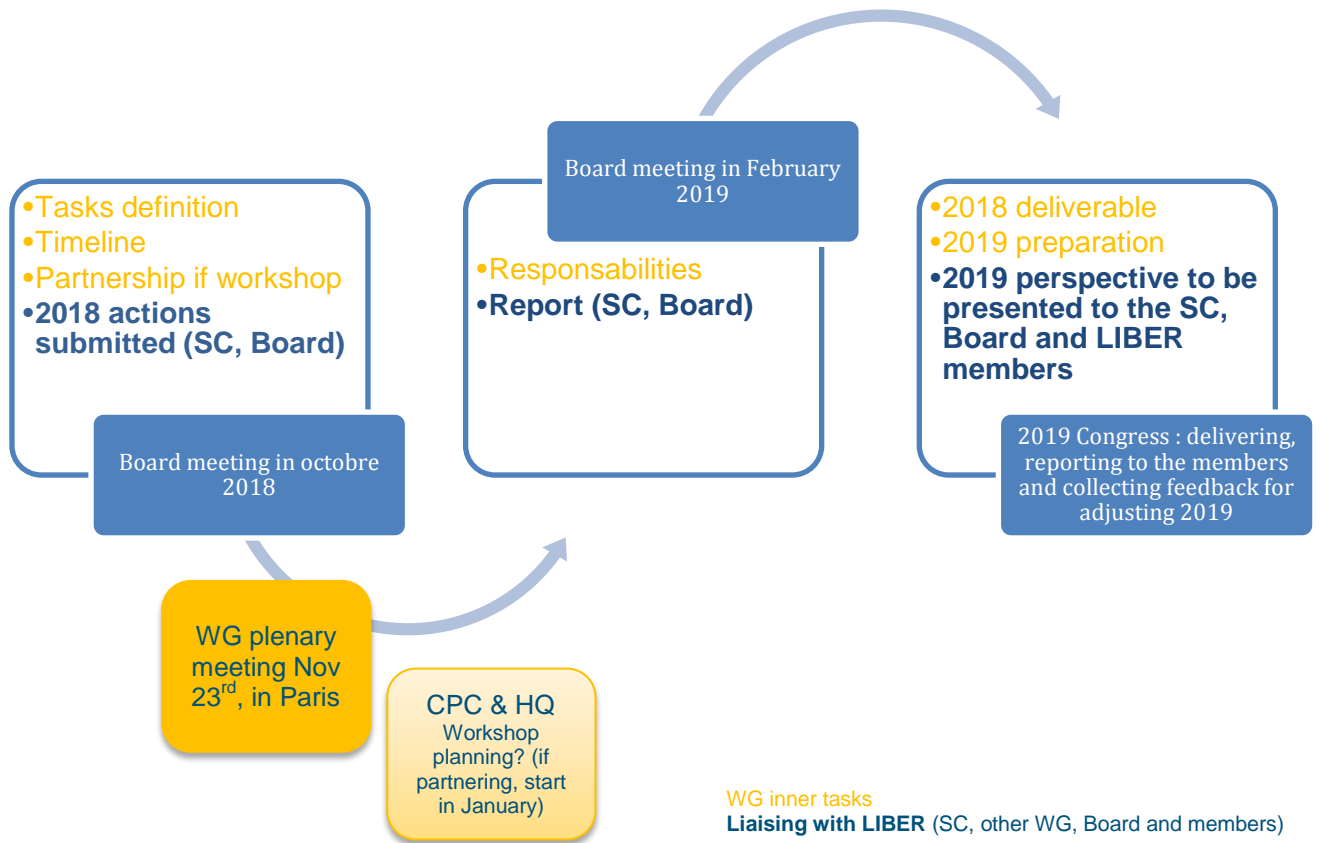 •Tasks definition
•Timeline
•Partnership if workshop
•2018 actions
submitted (SC, Board)
Board meeting in octobre
2018
WG plenary
meeting Nov
23rd, in Paris
CPC & HQ
Workshop
planning? (if
partnering, start
in January)
Board meeting in February
2019
•Responsabilities
•Report (SC, Board)
•2018 deliverable
•2019 preparation
•2019 perspective to be
presented to the SC,
Board and LIBER
members
2019 Congress : delivering,
reporting to the members
and collecting feedback for
adjusting 2019
WG inner tasks
Liaising with LIBER (SC, other WG, Board and members)